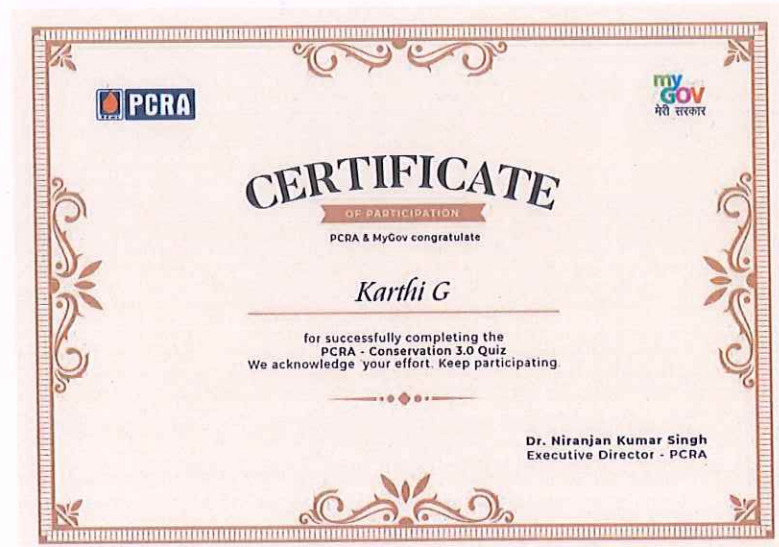 PCRA
my
GOV
मेरी सरकार
CERTIFICATE
OF PARTICIPATION
PCRA & MyGov congratulate
Karthi G
for successfully completing the
PCRA - Conservation 3.0 Quiz
We acknowledge your effort. Keep participating.
Dr. Niranjan Kumar Singh
Executive Director - PCRA